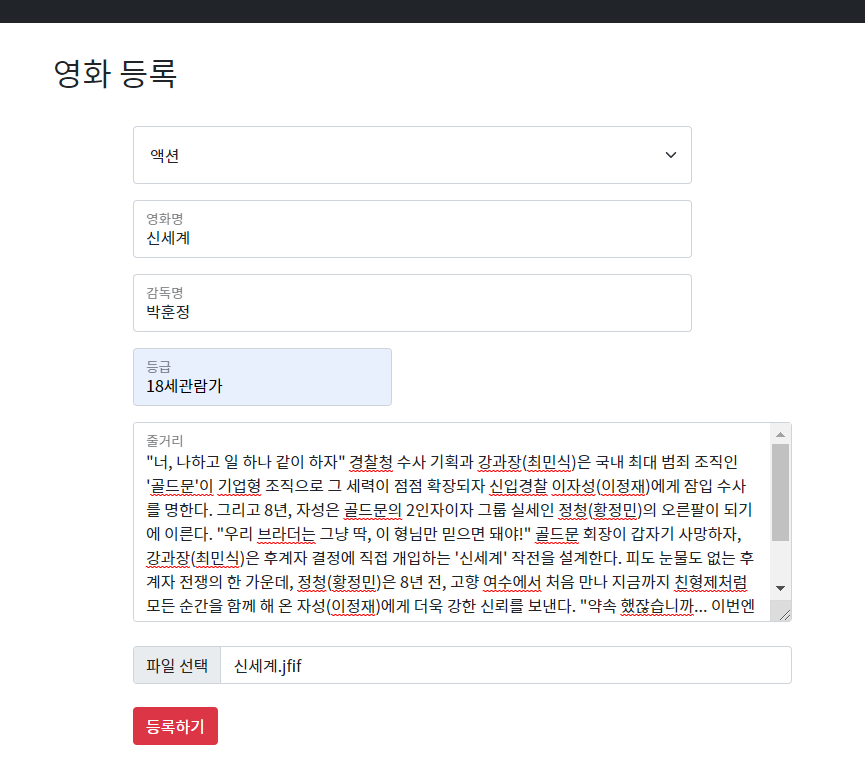 영화 등록
액션
영화명
신세계
감독명
박훈정
등급
18세관람가
줄거리
"너, 나하고 일 하나 같이 하자" 경찰청 수사 기획과 강과장(최민식)은 국내 최대 범죄 조직인
'골드문'이 기업형 조직으로 그 세력이 점점 확장되자 신입경찰 이자성(이정재)에게 잠입 수사
를 명한다. 그리고 8년, 자성은 골드문의 2인자이자 그룹 실세인 정청(황정민)의 오른팔이 되기
에 이른다. "우리 브라더는 그냥 딱, 이 형님만 믿으면 돼야!" 골드문 회장이 갑자기 사망하자,
강과장(최민식)은 후계자 결정에 직접 개입하는 '신세계' 작전을 설계한다. 피도 눈물도 없는 후
계자 전쟁의 한 가운데, 정청(황정민)은 8년 전, 고향 여수에서 처음 만나 지금까지 친형제처럼
모든 순간을 함께 해 온 자성(이정재)에게 더욱 강한 신뢰를 보낸다. "약속 했잖습니까... 이번엔
파일 선택 신세계.jfif
등록하기